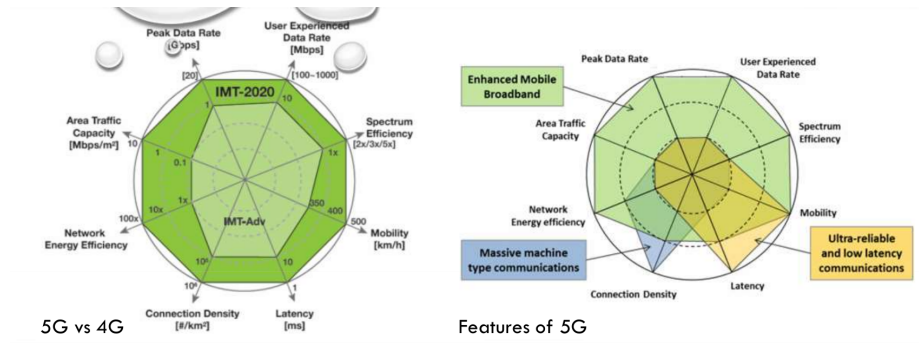 Peak Data Rate
[Gbps]
User Experienced
Data Rate
[Mbps]
[20]
[100~1000]
IMT-2020
1
10
Area Traffic
Capacity
[Mbps/m²]
10
1
0.1
Spectrum
Efficiency
[2x/3x/5x]
1x
1x
10x
100x
IMT-Adv
350
400
500
Network
Energy Efficiency
Mobility
[km/h]
10⁵
10⁶
10
1
Connection Density
[#/km²]
Latency
[ms]
5G vs 4G
Peak Data Rate
User Experienced
Data Rate
Enhanced Mobile
Broadband
Area Traffic
Capacity
Spectrum
Efficiency
Network
Energy efficiency
Mobility
Massive machine
type communications
Ultra-reliable
and low latency
communications
Connection Density
Latency
Features of 5G